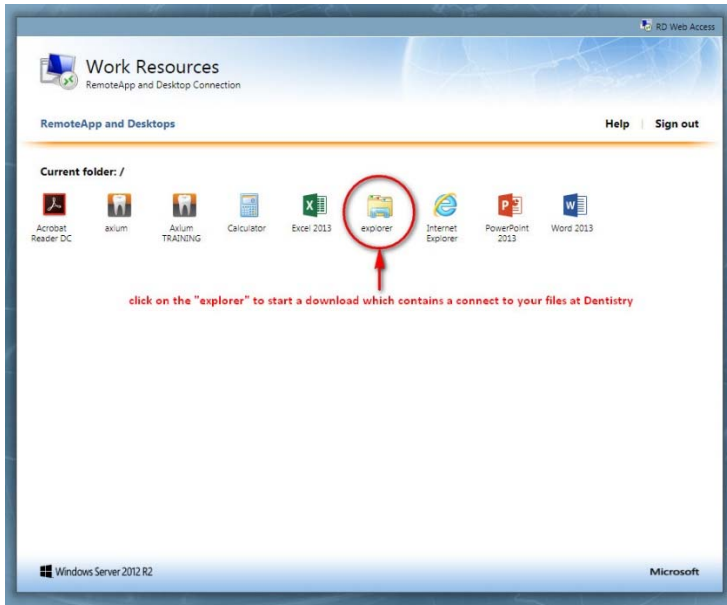 RD Web Access
Work Resources
RemoteApp and Desktop Connection
RemoteApp and Desktops
Help | Sign out
Current folder: /
Acrobat Reader DC
axium
Axium TRAINING
Calculator
Excel 2013
explorer
Internet Explorer
PowerPoint 2013
Word 2013
click on the "explorer" to start a download which contains a connect to your files at Dentistry
Windows Server 2012 R2
Microsoft